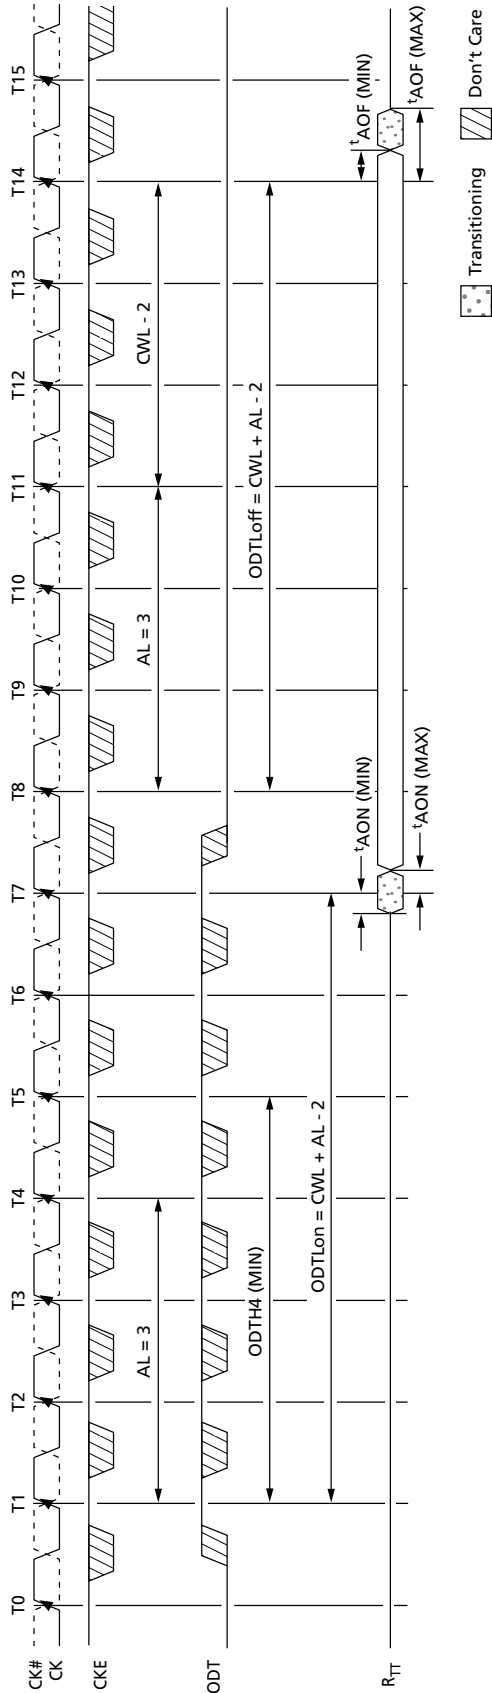 T0 T1 T2 T3 T4 T5 T6 T7 T8 T9 T10 T11 T12 T13 T14 T15
CK#
CK
CKE
AL = 3
AL = 3
CWL - 2
ODT
ODTH4 (MIN)
ODTLoff = CWL + AL - 2
ODTLon = CWL + AL - 2
tAON (MIN)
tAOF (MIN)
RTT
tAON (MAX)
tAOF (MAX)
Transitioning
Don't Care